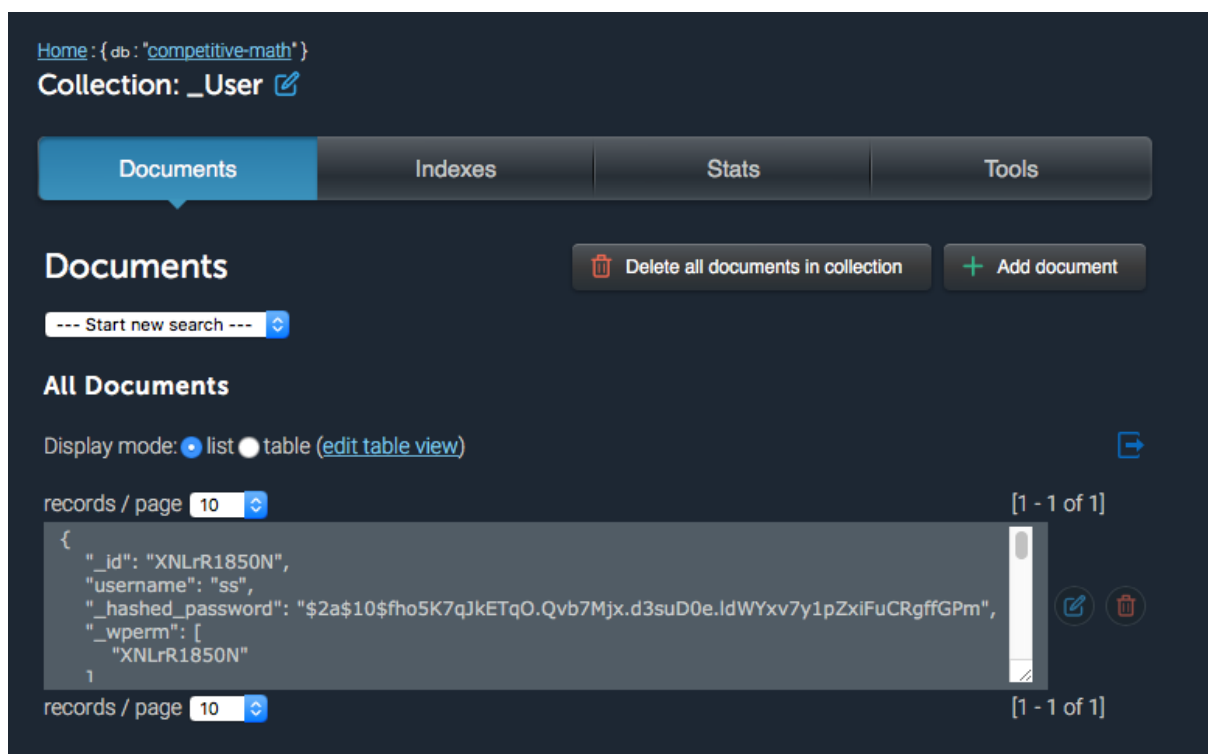 Home : { db : "competitive-math" }
Collection: _User
Documents Indexes Stats Tools
Documents
Delete all documents in collection
Add document
--- Start new search ---
All Documents
Display mode: list table (edit table view)
records / page 10 [1 - 1 of 1]
{
"_id": "XNLrR1850N",
"username": "ss",
"_hashed_password": "$2a$10$fho5K7qJkETqO.Qvb7Mjx.d3suD0e.ldWYxv7y1pZxiFuCRgffGPm",
"_wperm": [
"XNLrR1850N"
]
records / page 10 [1 - 1 of 1]